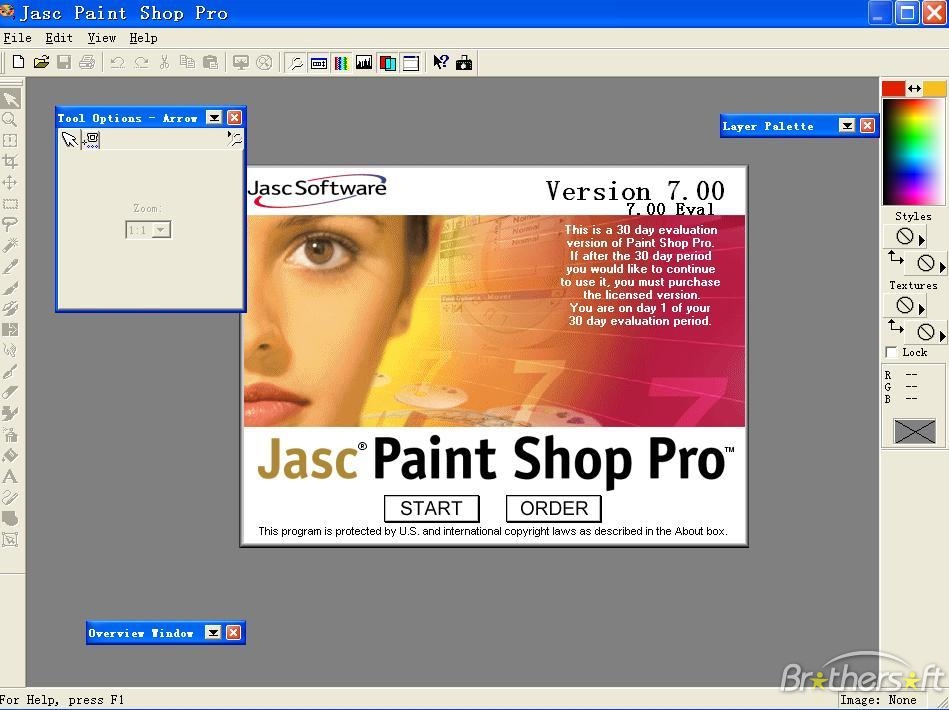 Jasc Paint Shop Pro
File Edit View Help
Tool Options - Arrow
Zoom:
1:1
Layer Palette
JascSoftware
Version 7.00
7.00 Eval
This is a 30 day evaluation
version of Paint Shop Pro.
If after the 30 day period
you would like to continue
to use it, you must purchase
the licensed version.
You are on day 1 of your
30 day evaluation period.
7
7
Jasc® Paint Shop Pro™
START ORDER
This program is protected by U.S. and international copyright laws as described in the About box.
Styles
Textures
Lock
R --
G --
B --
Overview Window
Brothersoft
For Help, press F1
Image: None